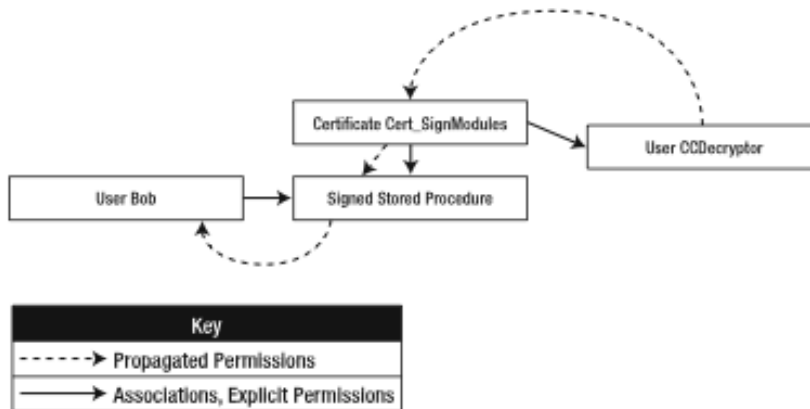 Certificate Cert_SignModules
User CCDecryptor
User Bob
Signed Stored Procedure
Key
Propagated Permissions
Associations, Explicit Permissions